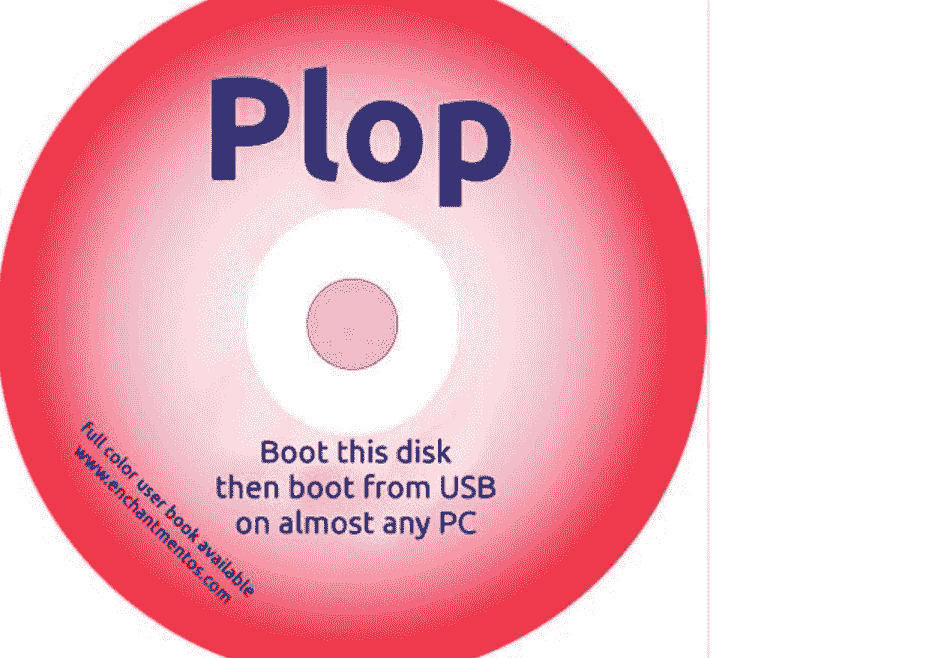 Plop
Boot this disk
then boot from USB
on almost any PC
full color user book available
www.enchantmentos.com